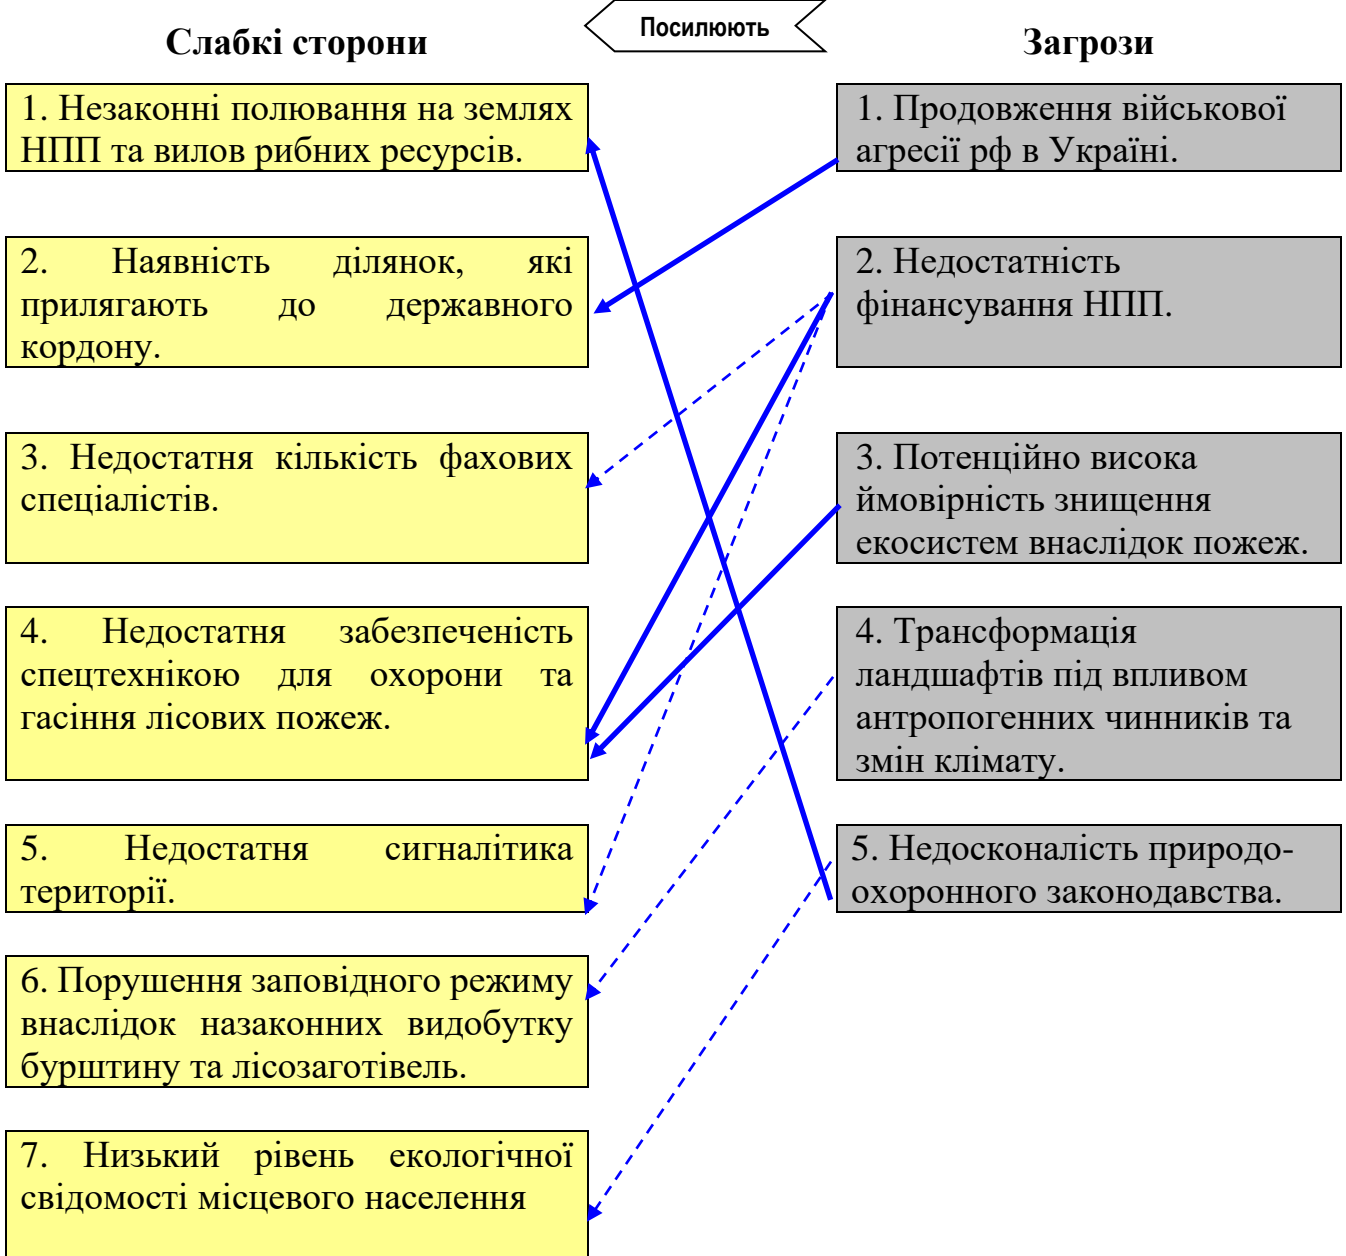 Посилюють
Слабкі сторони
Загрози
1. Незаконні полювання на землях
НПП та вилов рибних ресурсів.
2. Наявність ділянок, які
прилягають до державного
кордону.
3. Недостатня кількість фахових
спеціалістів.
4. Недостатня забезпеченість
спецтехнікою для охорони та
гасіння лісових пожеж.
5. Недостатня сигналітика
території.
6. Порушення заповідного режиму
внаслідок назаконних видобутку
бурштину та лісозаготівель.
7. Низький рівень екологічної
свідомості місцевого населення
1. Продовження військової
агресії рф в Україні.
2. Недостатність
фінансування НПП.
3. Потенційно висока
ймовірність знищення
екосистем внаслідок пожеж.
4. Трансформація
ландшафтів під впливом
антропогенних чинників та
змін клімату.
5. Недосконалість природо-
охоронного законодавства.